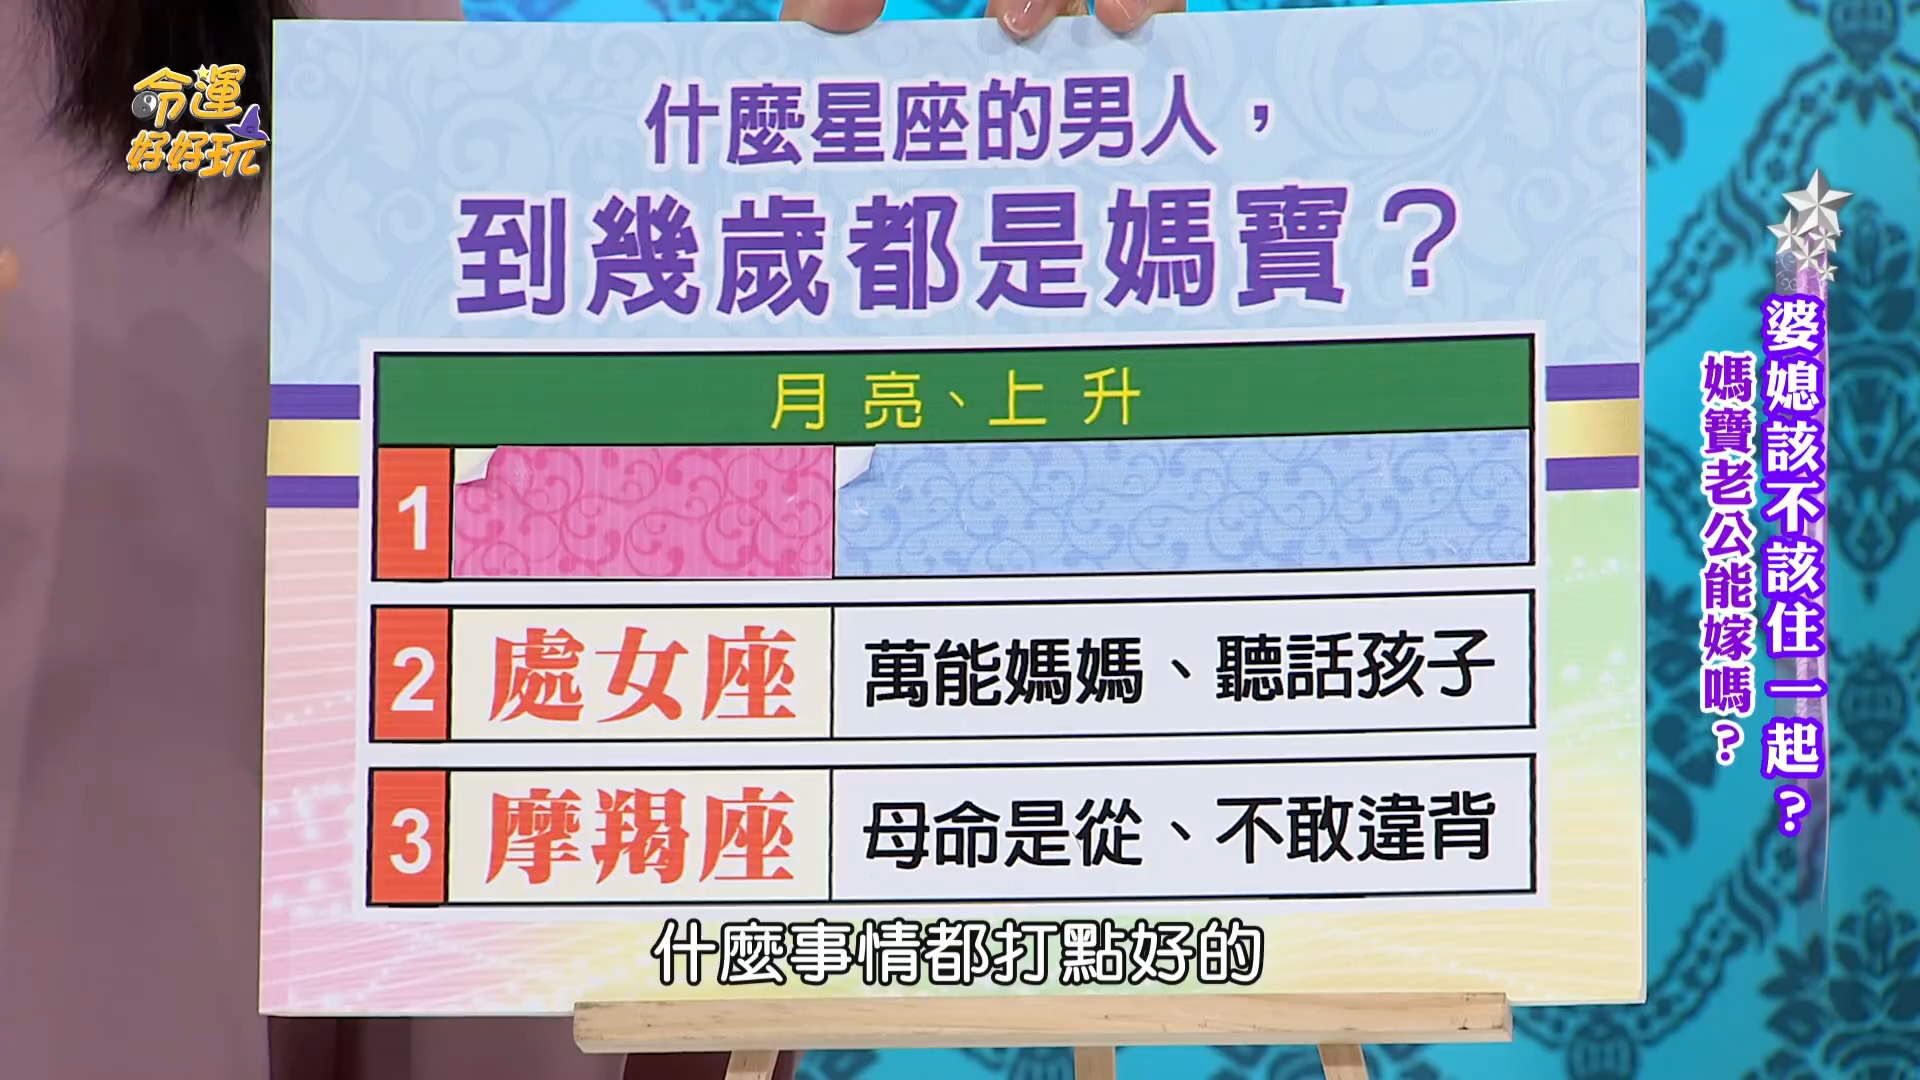 命運
好好玩
什麼星座的男人，
到幾歲都是媽寶？
月亮、上升
1
2 處女座 萬能媽媽、聽話孩子
3 摩羯座 母命是從、不敢違背
什麼事情都打點好的
婆媳該不該住一起？
媽寶老公能嫁嗎？